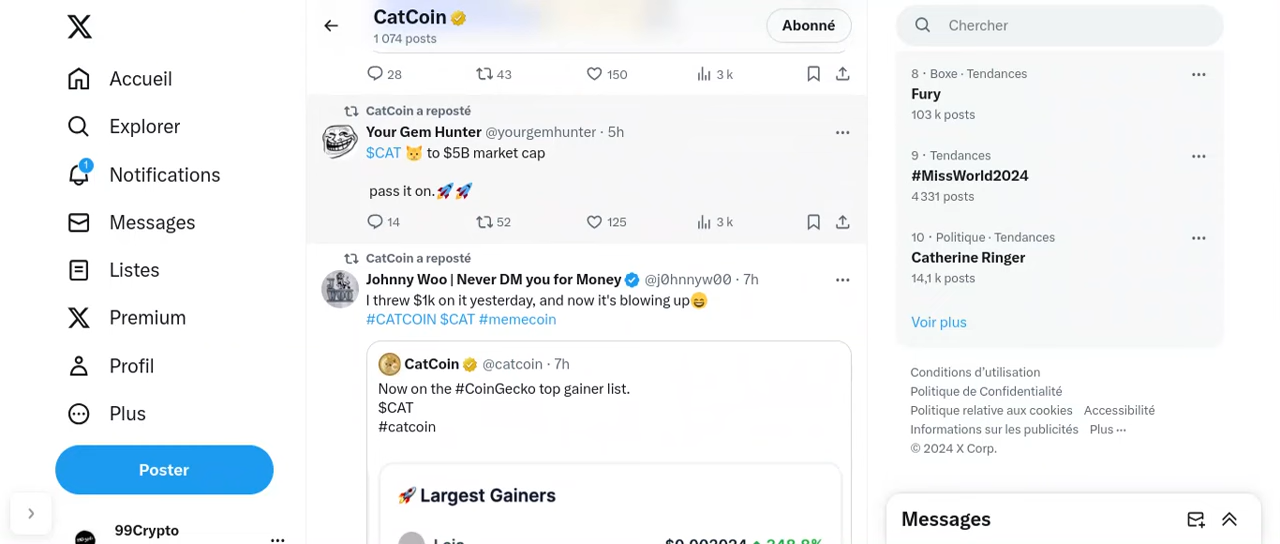 Accueil
Explorer
1
Notifications
Messages
Listes
Premium
Profil
Plus
Poster
99Crypto
CatCoin
1 074 posts
Abonné
28 43 150 3 k
CatCoin a reposté
Your Gem Hunter @yourgemhunter · 5h
$CAT 🐱 to $5B market cap
pass it on.🚀🚀
14 52 125 3 k
CatCoin a reposté
Johnny Woo | Never DM you for Money @j0hnnyw00 · 7h
I threw $1k on it yesterday, and now it's blowing up😄
#CATCOIN $CAT #memecoin
CatCoin @catcoin · 7h
Now on the #CoinGecko top gainer list.
$CAT
#catcoin
🚀 Largest Gainers
Chercher
8 · Boxe · Tendances
Fury
103 k posts
9 · Tendances
#MissWorld2024
4 331 posts
10 · Politique · Tendances
Catherine Ringer
14,1 k posts
Voir plus
Conditions d'utilisation
Politique de Confidentialité
Politique relative aux cookies Accessibilité
Informations sur les publicités Plus ···
© 2024 X Corp.
Messages